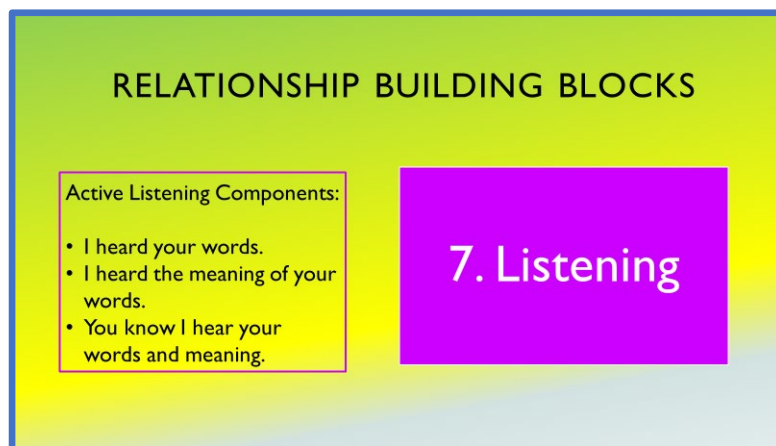 RELATIONSHIP BUILDING BLOCKS
Active Listening Components:
• I heard your words.
• I heard the meaning of your
words.
• You know I hear your
words and meaning.
7. Listening